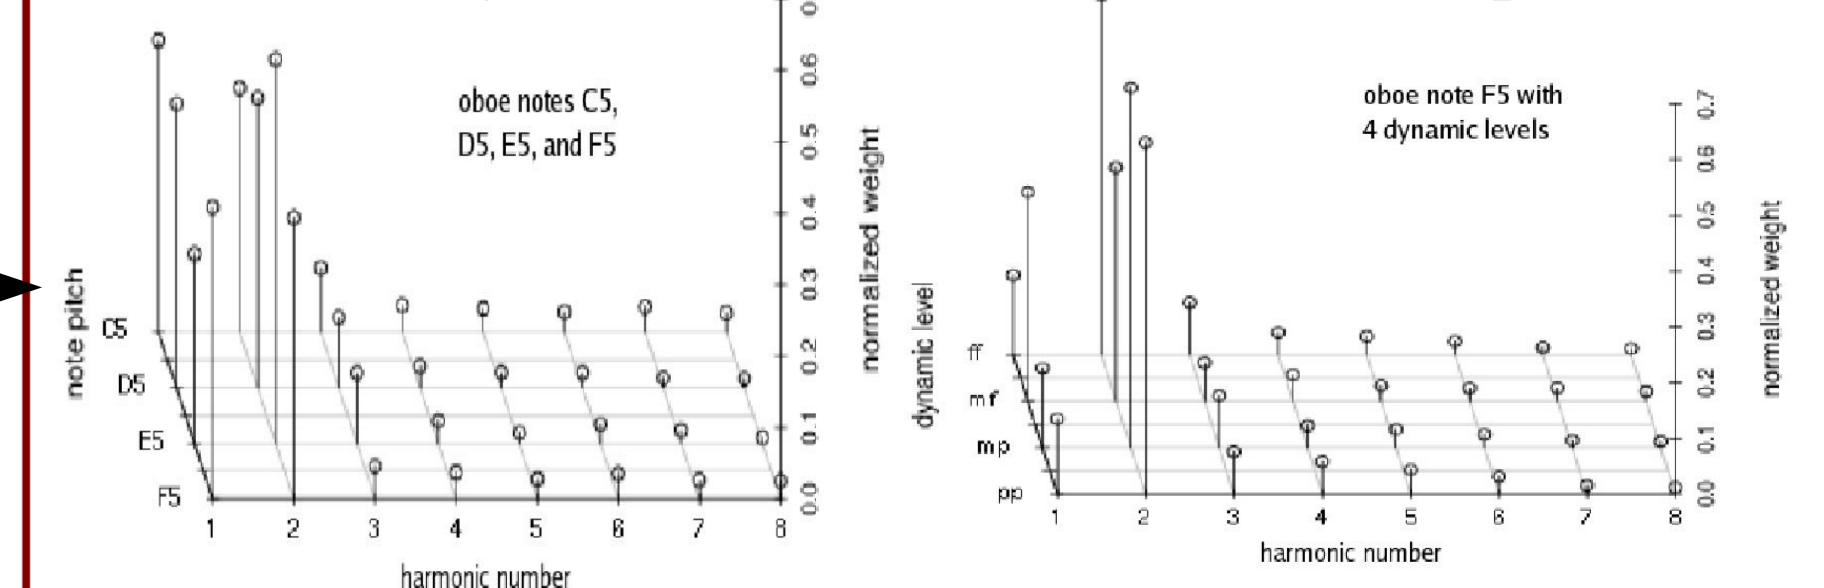 oboe notes C5,
D5, E5, and F5
0.6
0.5
0.4
0.3
0.2
0.1
0.0
normalized weight
note pitch
C5
D5
E5
F5
1 2 3 4 5 6 7 8
harmonic number
oboe note F5 with
4 dynamic levels
0.7
0.6
0.5
0.4
0.3
0.2
0.1
0.0
normalized weight
dynamic level
ff
mf
mp
pp
1 2 3 4 5 6 7 8
harmonic number